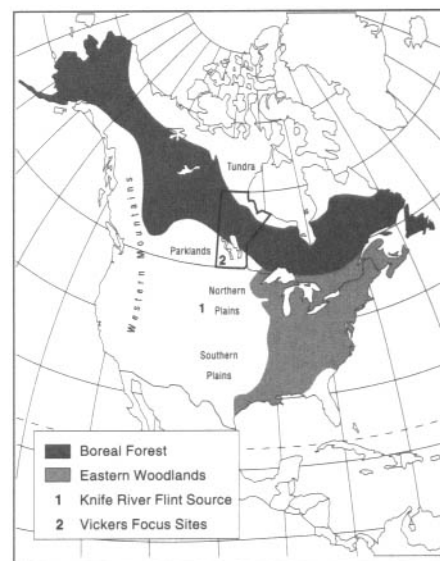 Tundra
Western Mountains
Parklands
2
Northern
1 Plains
Southern
Plains
Boreal Forest
Eastern Woodlands
1 Knife River Flint Source
2 Vickers Focus Sites